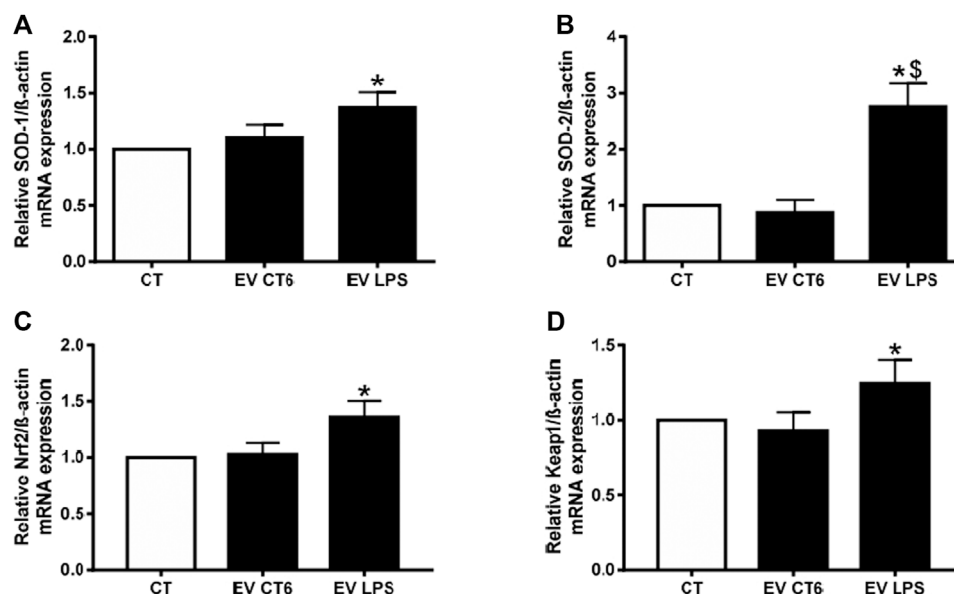 A
Relative SOD-1/ß-actin
mRNA expression
2.0
1.5
1.0
0.5
0.0
*
CT
EV CT6
EV LPS
B
Relative SOD-2/ß-actin
mRNA expression
4
3
2
1
0
*$
CT
EV CT6
EV LPS
C
Relative Nrf2/ß-actin
mRNA expression
2.0
1.5
1.0
0.5
0.0
*
CT
EV CT6
EV LPS
D
Relative Keap1/ß-actin
mRNA expression
1.5
1.0
0.5
0.0
*
CT
EV CT6
EV LPS